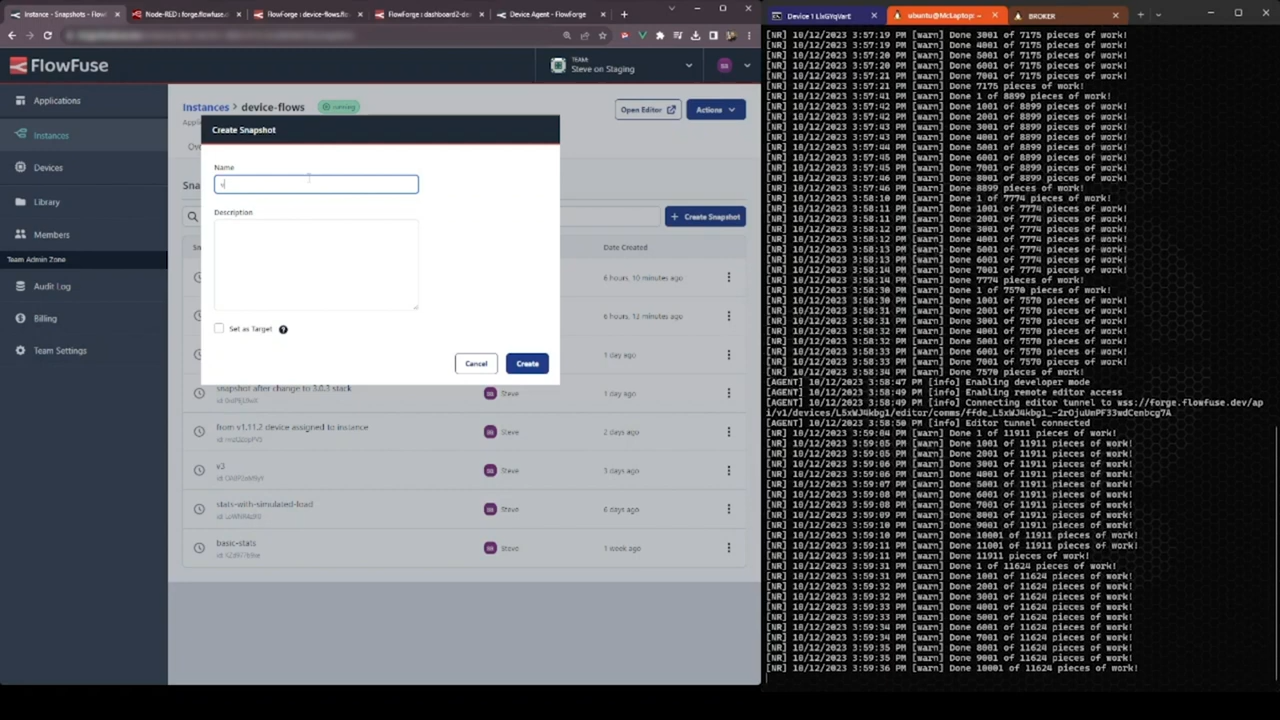 Instance - Snapshots - Flowf
Node-RED : forge.flowfuse.d
FlowForge : device-flows.fl
FlowForge : dashboard2-de
Device Agent - FlowForge
FlowFuse
TEAM:
Steve on Staging
SB
Applications
Instances
Devices
Library
Members
Team Admin Zone
Audit Log
Billing
Team Settings
Instances > device-flows
running
Open Editor
Actions
Create Snapshot
Name
v
Description
Set as Target
Cancel
Create
Create Snapshot
Date Created
6 hours, 10 minutes ago
6 hours, 13 minutes ago
1 day ago
snapshot after change to 3.0.3 stack
Steve
1 day ago
from v1.11.2 device assigned to instance
Steve
2 days ago
v3
Steve
3 days ago
stats-with-simulated-load
Steve
6 days ago
basic-stats
Steve
1 week ago
Device 1 LlxGYqVarE
ubuntu@McLaptop:
BROKER
[NR] 10/12/2023 3:57:19 PM [warn] Done 3001 of 7175 pieces of work!
[NR] 10/12/2023 3:57:19 PM [warn] Done 4001 of 7175 pieces of work!
[NR] 10/12/2023 3:57:20 PM [warn] Done 5001 of 7175 pieces of work!
[NR] 10/12/2023 3:57:20 PM [warn] Done 6001 of 7175 pieces of work!
[NR] 10/12/2023 3:57:21 PM [warn] Done 7001 of 7175 pieces of work!
[NR] 10/12/2023 3:57:21 PM [warn] Done 7175 pieces of work!
[NR] 10/12/2023 3:57:41 PM [warn] Done 1 of 8899 pieces of work!
[NR] 10/12/2023 3:57:42 PM [warn] Done 1001 of 8899 pieces of work!
[NR] 10/12/2023 3:57:42 PM [warn] Done 2001 of 8899 pieces of work!
[NR] 10/12/2023 3:57:43 PM [warn] Done 3001 of 8899 pieces of work!
[NR] 10/12/2023 3:57:43 PM [warn] Done 4001 of 8899 pieces of work!
[NR] 10/12/2023 3:57:44 PM [warn] Done 5001 of 8899 pieces of work!
[NR] 10/12/2023 3:57:45 PM [warn] Done 6001 of 8899 pieces of work!
[NR] 10/12/2023 3:57:45 PM [warn] Done 7001 of 8899 pieces of work!
[NR] 10/12/2023 3:57:46 PM [warn] Done 8001 of 8899 pieces of work!
[NR] 10/12/2023 3:57:46 PM [warn] Done 8899 pieces of work!
[NR] 10/12/2023 3:58:10 PM [warn] Done 1 of 7774 pieces of work!
[NR] 10/12/2023 3:58:11 PM [warn] Done 1001 of 7774 pieces of work!
[NR] 10/12/2023 3:58:11 PM [warn] Done 2001 of 7774 pieces of work!
[NR] 10/12/2023 3:58:12 PM [warn] Done 3001 of 7774 pieces of work!
[NR] 10/12/2023 3:58:12 PM [warn] Done 4001 of 7774 pieces of work!
[NR] 10/12/2023 3:58:13 PM [warn] Done 5001 of 7774 pieces of work!
[NR] 10/12/2023 3:58:14 PM [warn] Done 6001 of 7774 pieces of work!
[NR] 10/12/2023 3:58:14 PM [warn] Done 7001 of 7774 pieces of work!
[NR] 10/12/2023 3:58:14 PM [warn] Done 7774 pieces of work!
[NR] 10/12/2023 3:58:30 PM [warn] Done 1 of 7570 pieces of work!
[NR] 10/12/2023 3:58:30 PM [warn] Done 1001 of 7570 pieces of work!
[NR] 10/12/2023 3:58:31 PM [warn] Done 2001 of 7570 pieces of work!
[NR] 10/12/2023 3:58:31 PM [warn] Done 3001 of 7570 pieces of work!
[NR] 10/12/2023 3:58:32 PM [warn] Done 4001 of 7570 pieces of work!
[NR] 10/12/2023 3:58:32 PM [warn] Done 5001 of 7570 pieces of work!
[NR] 10/12/2023 3:58:33 PM [warn] Done 6001 of 7570 pieces of work!
[NR] 10/12/2023 3:58:34 PM [warn] Done 7001 of 7570 pieces of work!
[NR] 10/12/2023 3:58:34 PM [warn] Done 7570 pieces of work!
[AGENT] 10/12/2023 3:58:47 PM [info] Enabling developer mode
[AGENT] 10/12/2023 3:58:49 PM [info] Enabling remote editor access
[AGENT] 10/12/2023 3:58:49 PM [info] Connecting editor tunnel to wss://forge.flowfuse.dev/ap
i/v1/devices/L5xWJ4kbg1/editor/comms/ffde_L5xWJ4kbg1_-2rOjuUmPF33wdCenbcg7A
[AGENT] 10/12/2023 3:58:50 PM [info] Editor tunnel connected
[NR] 10/12/2023 3:59:04 PM [warn] Done 1 of 11911 pieces of work!
[NR] 10/12/2023 3:59:05 PM [warn] Done 1001 of 11911 pieces of work!
[NR] 10/12/2023 3:59:05 PM [warn] Done 2001 of 11911 pieces of work!
[NR] 10/12/2023 3:59:06 PM [warn] Done 3001 of 11911 pieces of work!
[NR] 10/12/2023 3:59:06 PM [warn] Done 4001 of 11911 pieces of work!
[NR] 10/12/2023 3:59:07 PM [warn] Done 5001 of 11911 pieces of work!
[NR] 10/12/2023 3:59:08 PM [warn] Done 6001 of 11911 pieces of work!
[NR] 10/12/2023 3:59:08 PM [warn] Done 7001 of 11911 pieces of work!
[NR] 10/12/2023 3:59:09 PM [warn] Done 8001 of 11911 pieces of work!
[NR] 10/12/2023 3:59:10 PM [warn] Done 9001 of 11911 pieces of work!
[NR] 10/12/2023 3:59:10 PM [warn] Done 10001 of 11911 pieces of work!
[NR] 10/12/2023 3:59:11 PM [warn] Done 11001 of 11911 pieces of work!
[NR] 10/12/2023 3:59:11 PM [warn] Done 11911 pieces of work!
[NR] 10/12/2023 3:59:31 PM [warn] Done 1 of 11624 pieces of work!
[NR] 10/12/2023 3:59:31 PM [warn] Done 1001 of 11624 pieces of work!
[NR] 10/12/2023 3:59:32 PM [warn] Done 2001 of 11624 pieces of work!
[NR] 10/12/2023 3:59:32 PM [warn] Done 3001 of 11624 pieces of work!
[NR] 10/12/2023 3:59:33 PM [warn] Done 4001 of 11624 pieces of work!
[NR] 10/12/2023 3:59:33 PM [warn] Done 5001 of 11624 pieces of work!
[NR] 10/12/2023 3:59:34 PM [warn] Done 6001 of 11624 pieces of work!
[NR] 10/12/2023 3:59:34 PM [warn] Done 7001 of 11624 pieces of work!
[NR] 10/12/2023 3:59:35 PM [warn] Done 8001 of 11624 pieces of work!
[NR] 10/12/2023 3:59:35 PM [warn] Done 9001 of 11624 pieces of work!
[NR] 10/12/2023 3:59:36 PM [warn] Done 10001 of 11624 pieces of work!